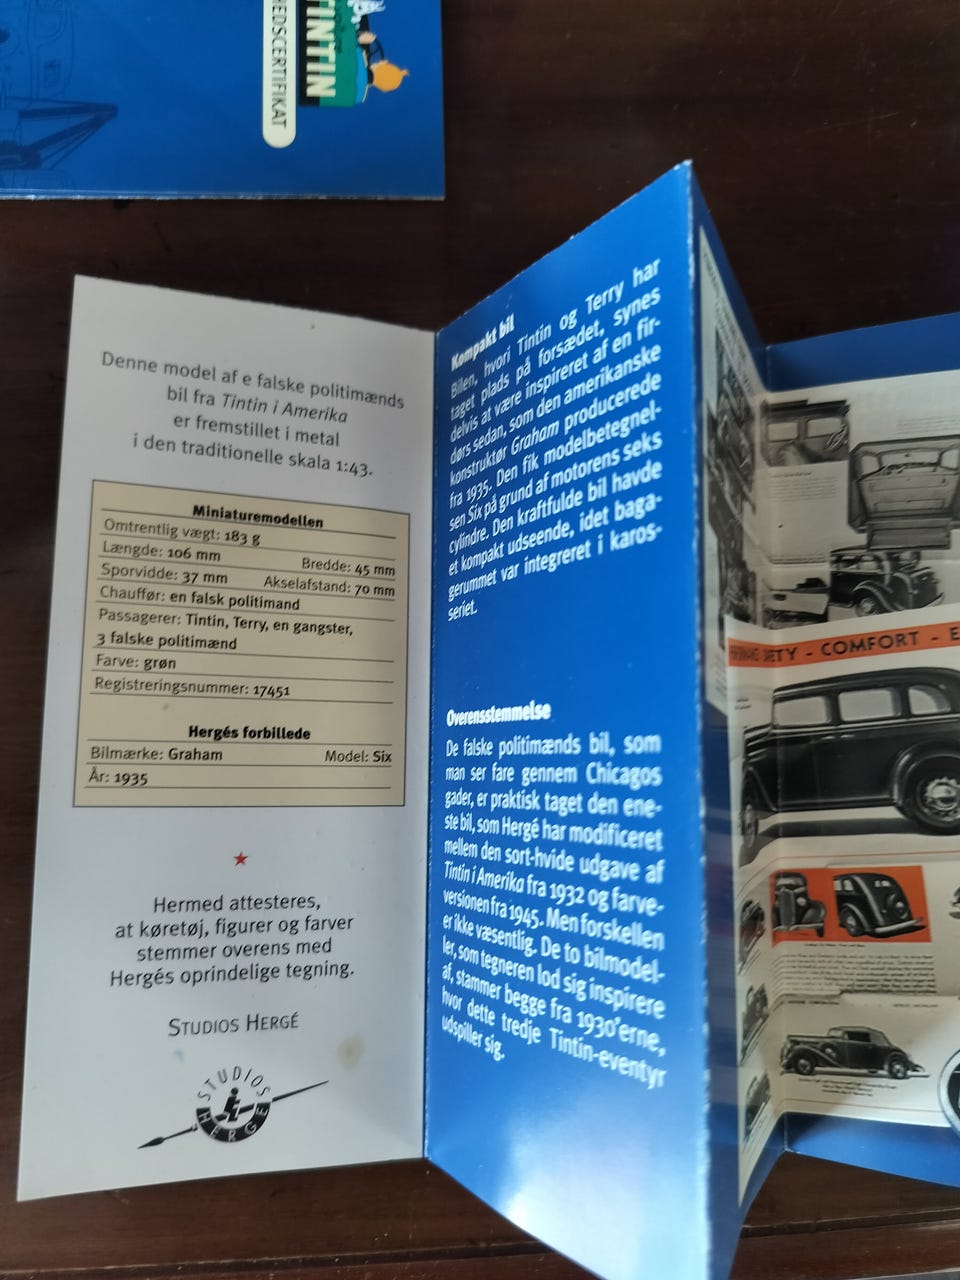 TINTIN
HEDSCERTIFIKAT
Denne model af e falske politimænds
bil fra Tintin i Amerika
er fremstillet i metal
i den traditionelle skala 1:43.
Miniaturemodellen
Omtrentlig vægt: 183 g
Længde: 106 mm Bredde: 45 mm
Sporvidde: 37 mm Akselafstand: 70 mm
Chauffør: en falsk politimand
Passagerer: Tintin, Terry, en gangster,
3 falske politimænd
Farve: grøn
Registreringsnummer: 17451
Hergés forbillede
Bilmærke: Graham Model: Six
År: 1935
Hermed attesteres,
at køretøj, figurer og farver
stemmer overens med
Hergés oprindelige tegning.
STUDIOS HERGÉ
STUDIOS
HERGÉ
Kompakt bil
Bilen, hvori Tintin og Terry har
taget plads på forsædet, synes
delvis at være inspireret af en fir-
dørs sedan, som den amerikanske
konstruktør Graham producerede
fra 1935. Den fik modelbetegnel-
sen Six på grund af motorens seks
cylindre. Den kraftfulde bil havde
et kompakt udseende, idet baga-
gerummet var integreret i karos-
seriet.
Overensstemmelse
De falske politimænds bil, som
man ser fare gennem Chicagos
gader, er praktisk taget den ene-
ste bil, som Hergé har modificeret
mellem den sort-hvide udgave af
Tintin i Amerika fra 1932 og farve-
versionen fra 1945. Men forskellen
er ikke væsentlig. De to bilmodel-
ler, som tegneren lod sig inspirere
af, stammer begge fra 1930'erne,
hvor dette tredje Tintin-eventyr
udspiller sig.
ETY - COMFORT - E